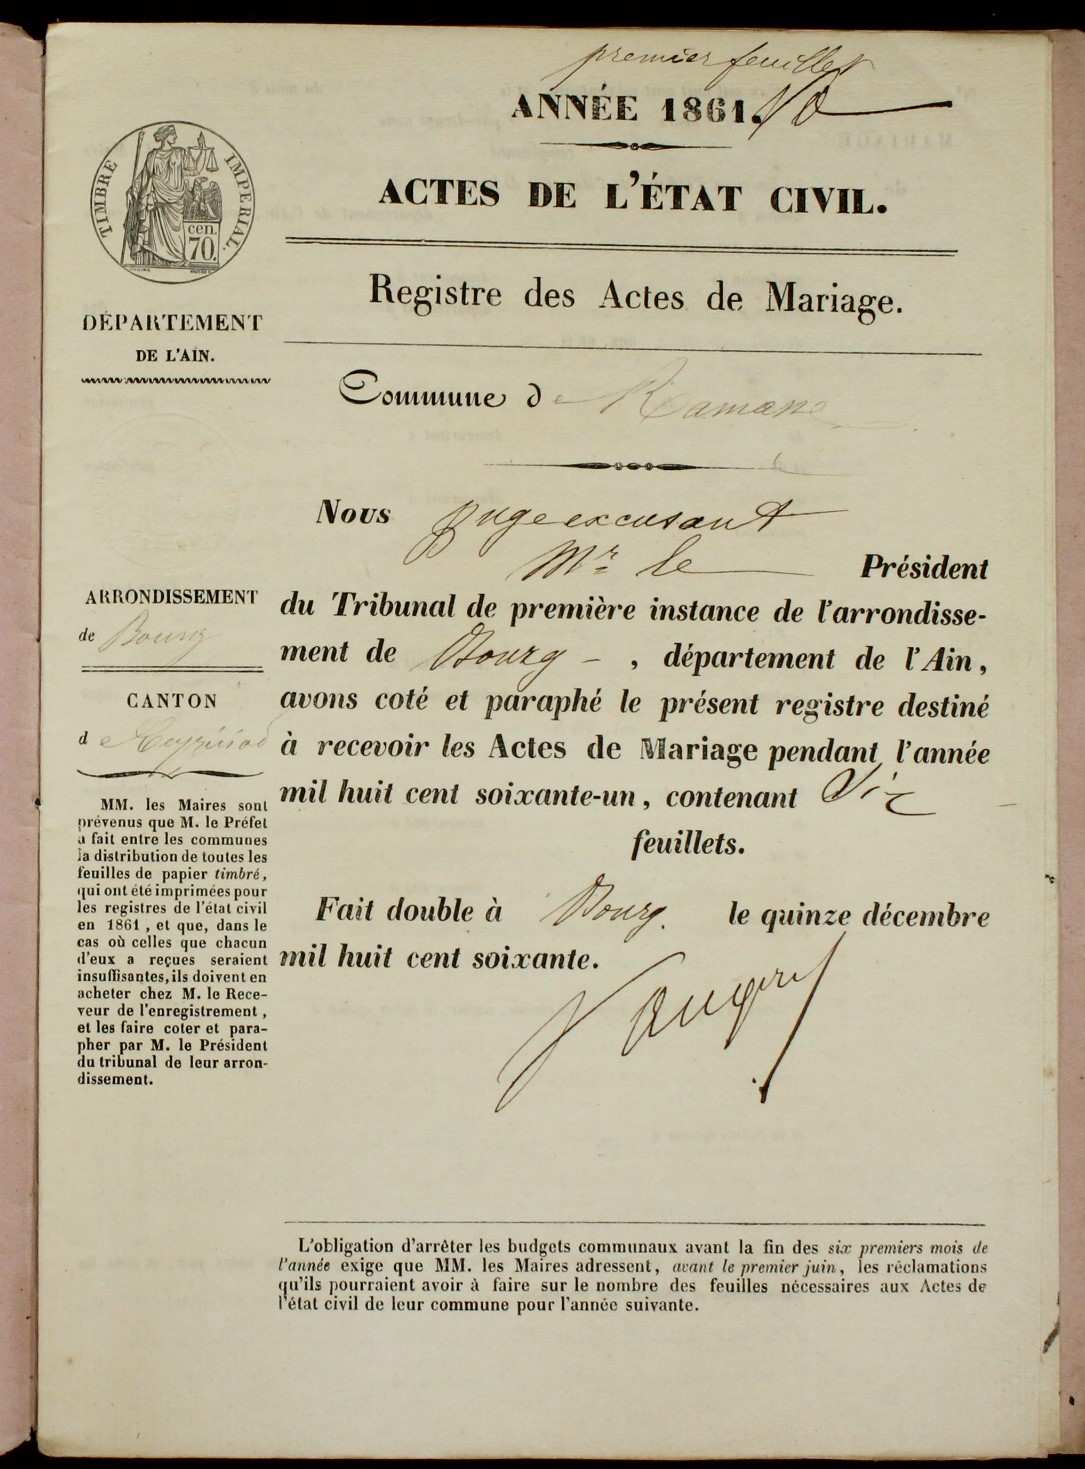 premier feuillet
ANNÉE 1861.
ACTES DE L'ÉTAT CIVIL.
TIMBRE IMPERIAL.
cen.
70.
Registre des Actes de Mariage.
DÉPARTEMENT
DE L'AIN.
Commune de
Nous juge excusant
Mr le Président
du Tribunal de première instance de l'arrondisse-
ment de Bourg, département de l'Ain,
avons coté et paraphé le présent registre destiné
à recevoir les Actes de Mariage pendant l'année
mil huit cent soixante-un, contenant Six
feuillets.
Fait double à Bourg. le quinze décembre
mil huit cent soixante.
ARRONDISSEMENT
de Bourg
CANTON
de
MM. les Maires sont
prévenus que M. le Préfet
a fait entre les communes
la distribution de toutes les
feuilles de papier timbré,
qui ont été imprimées pour
les registres de l'état civil
en 1861, et que, dans le
cas où celles que chacun
d'eux a reçues seraient
insuffisantes, ils doivent en
acheter chez M. le Rece-
veur de l'enregistrement,
et les faire coter et para-
pher par M. le Président
du tribunal de leur arron-
dissement.
L'obligation d'arrêter les budgets communaux avant la fin des six premiers mois de
l'année exige que MM. les Maires adressent, avant le premier juin, les réclamations
qu'ils pourraient avoir à faire sur le nombre des feuilles nécessaires aux Actes de
l'état civil de leur commune pour l'année suivante.